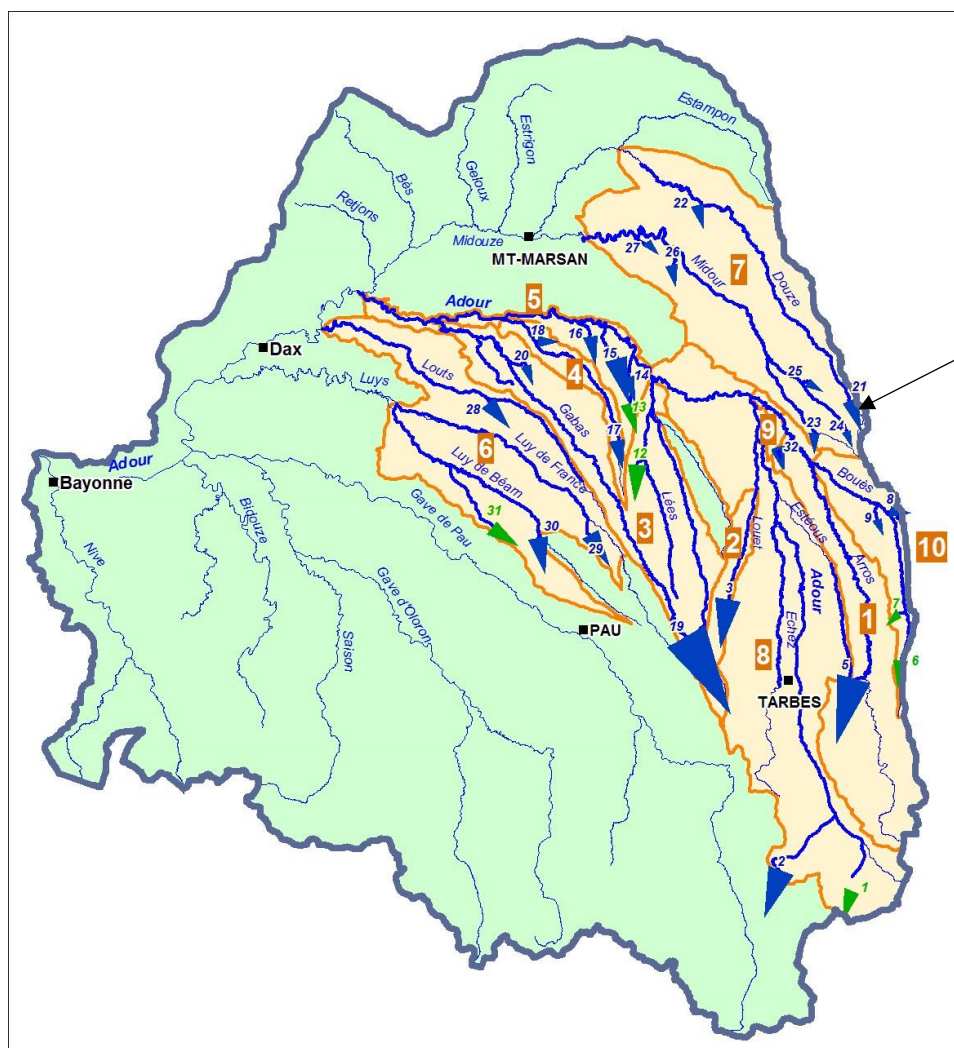 Estampon
Estrigon
Geloux
Bès
Retjons
22
Midouze
27
26
7
MT-MARSAN
Midour
Douze
5
Adour
18
16
Dax
15
20
14
25
21
Louts
4
Luys
13
28
Gabas
17
23
24
9
32
6
Luy de France
12
Adour
Luy de Béarn
Bouès
8
Bayonne
Lées
9
Gave de Pau
31
30
3
2
Louet
Estéous
10
Bidouze
29
Arros
Nive
3
Adour
7
Gave d'Oloron
PAU
19
Echez
1
Saison
8
5
6
TARBES
2
1